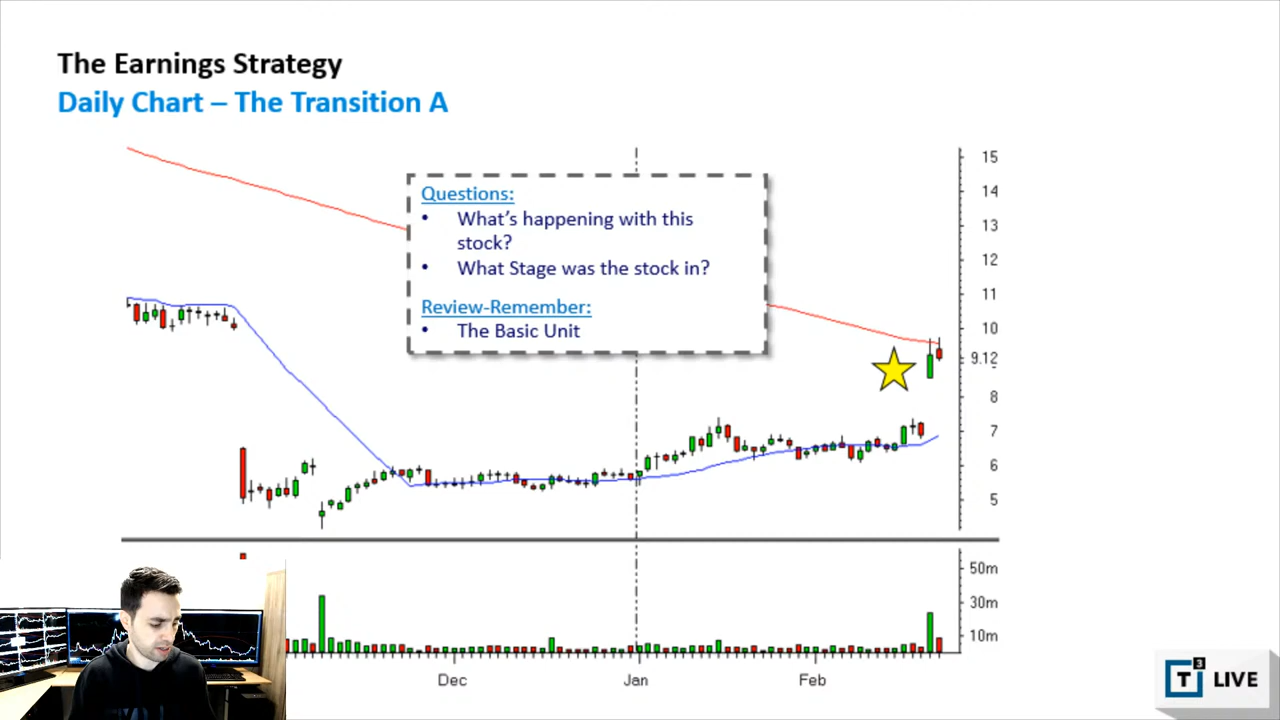 The Earnings Strategy
Daily Chart – The Transition A
Questions:
• What's happening with this
stock?
• What Stage was the stock in?
Review-Remember:
• The Basic Unit
15
14
13
12
11
10
9.12
8
7
6
5
50m
30m
10m
Dec
Jan
Feb
T3 LIVE